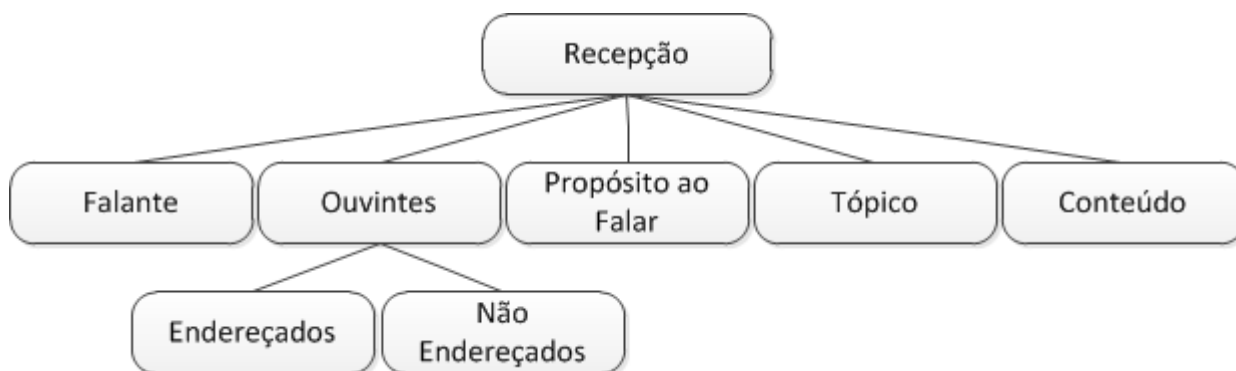 Recepção
Falante
Ouvintes
Propósito ao
Falar
Tópico
Conteúdo
Endereçados
Não
Endereçados